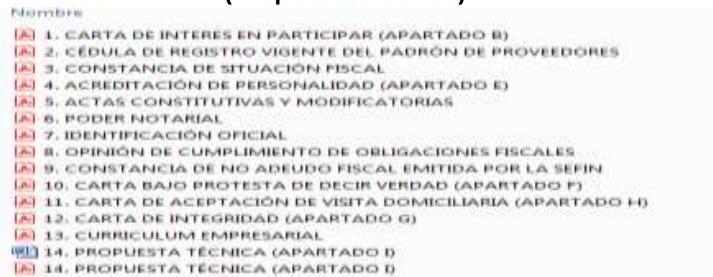 Nombre
1. CARTA DE INTERES EN PARTICIPAR (APARTADO B)
2. CÉDULA DE REGISTRO VIGENTE DEL PADRÓN DE PROVEEDORES
3. CONSTANCIA DE SITUACIÓN FISCAL
4. ACREDITACIÓN DE PERSONALIDAD (APARTADO E)
5. ACTAS CONSTITUTIVAS Y MODIFICATORIAS
6. PODER NOTARIAL
7. IDENTIFICACIÓN OFICIAL
8. OPINIÓN DE CUMPLIMIENTO DE OBLIGACIONES FISCALES
9. CONSTANCIA DE NO ADEUDO FISCAL EMITIDA POR LA SEFIN
10. CARTA BAJO PROTESTA DE DECIR VERDAD (APARTADO F)
11. CARTA DE ACEPTACIÓN DE VISITA DOMICILIARIA (APARTADO H)
12. CARTA DE INTEGRIDAD (APARTADO G)
13. CURRICULUM EMPRESARIAL
14. PROPUESTA TÉCNICA (APARTADO I)
14. PROPUESTA TÉCNICA (APARTADO I)